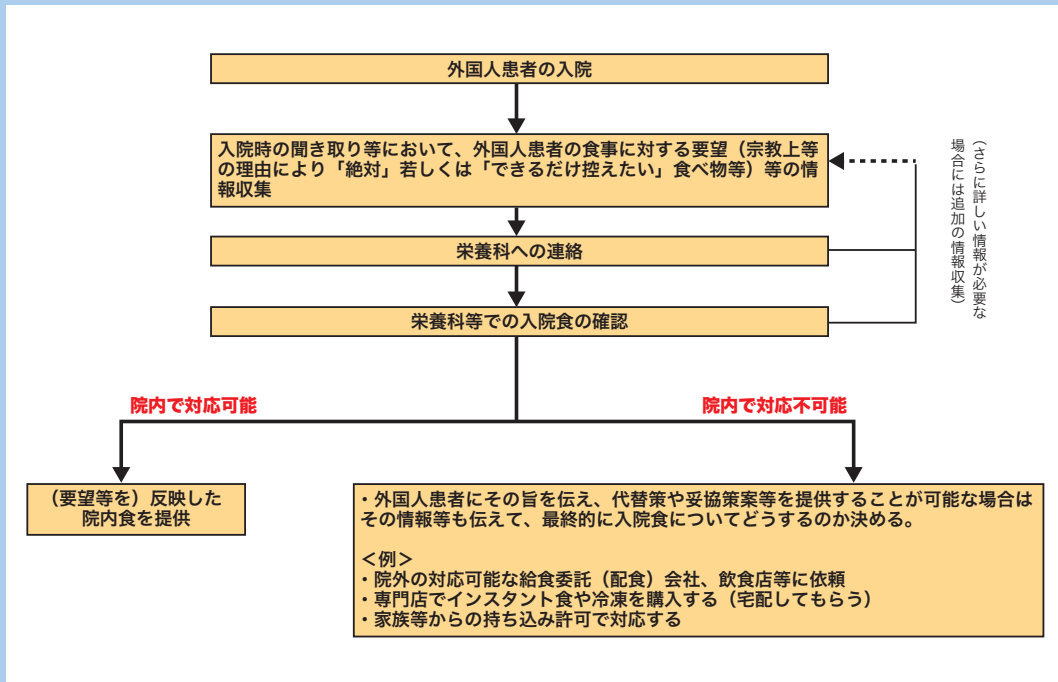 外国人患者の入院
入院時の聞き取り等において、外国人患者の食事に対する要望（宗教上等
の理由により「絶対」若しくは「できるだけ控えたい」食べ物等）等の情
報収集
（さらに詳しい情報が必要な
場合には追加の情報収集）
栄養科への連絡
栄養科等での入院食の確認
院内で対応可能
院内で対応不可能
（要望等を）反映した
院内食を提供
・外国人患者にその旨を伝え、代替策や妥協策案等を提供することが可能な場合は
その情報等も伝えて、最終的に入院食についてどうするのか決める。
＜例＞
・院外の対応可能な給食委託（配食）会社、飲食店等に依頼
・専門店でインスタント食や冷凍を購入する（宅配してもらう）
・家族等からの持ち込み許可で対応する